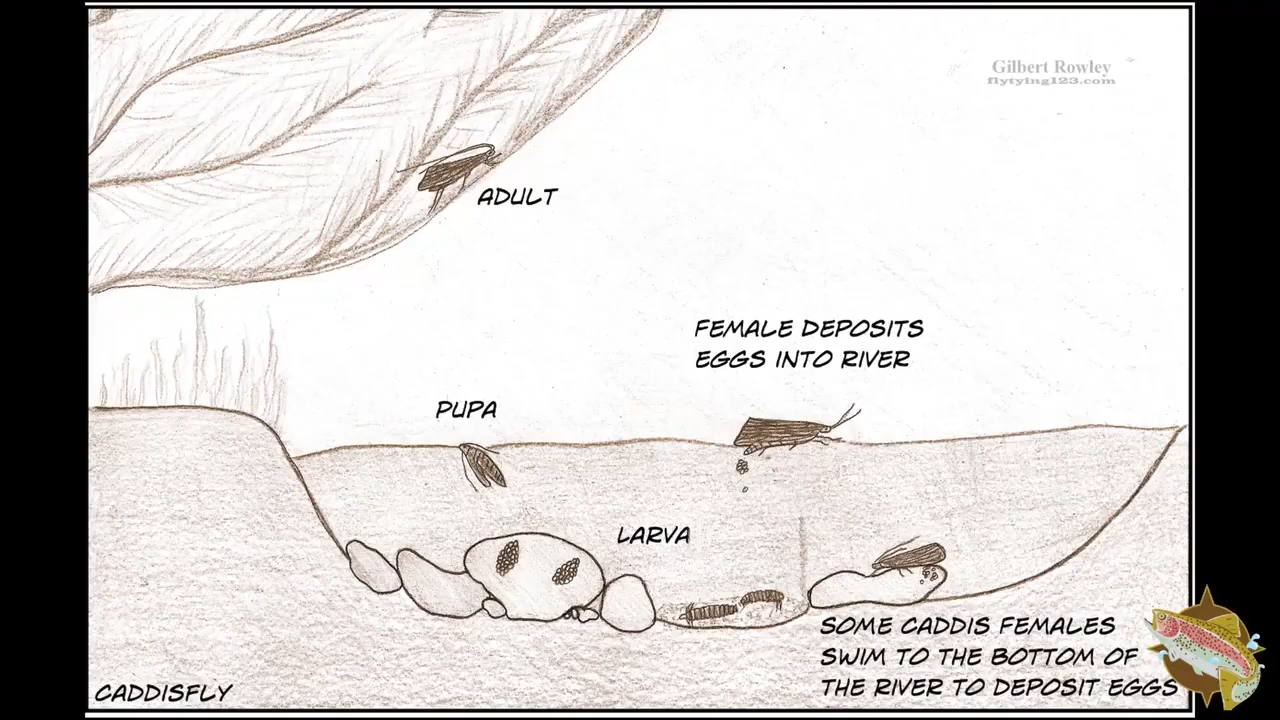 Gilbert Rowley
flytying123.com
ADULT
FEMALE DEPOSITS
EGGS INTO RIVER
PUPA
LARVA
SOME CADDIS FEMALES
SWIM TO THE BOTTOM OF
THE RIVER TO DEPOSIT EGGS
CADDISFLY